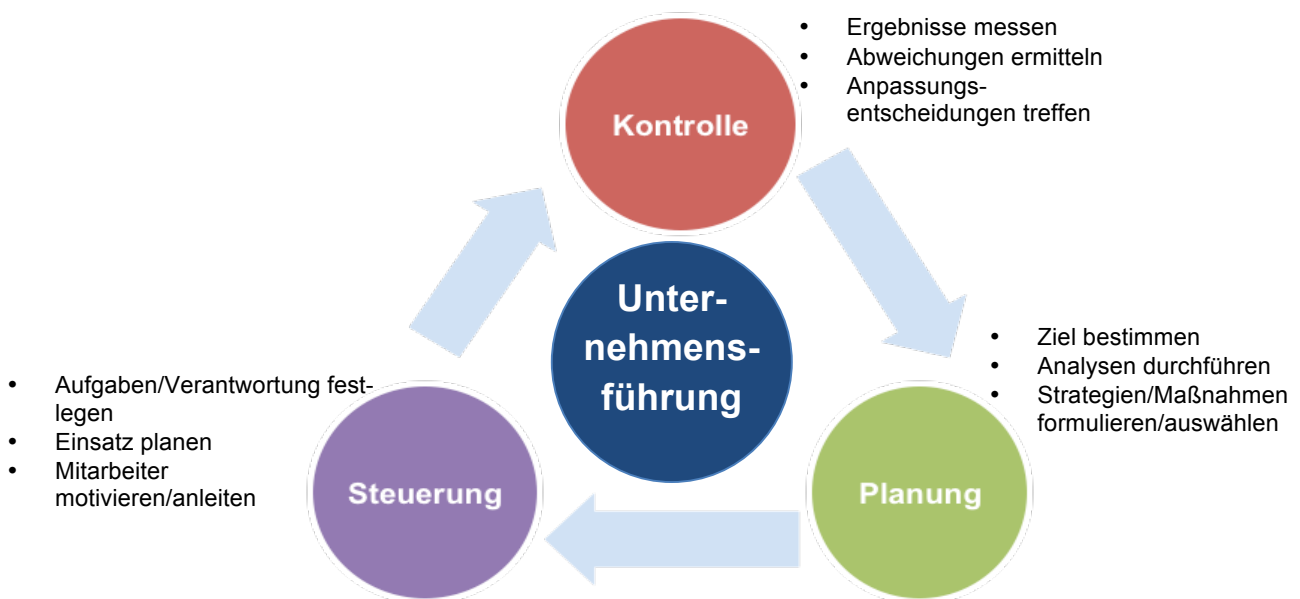 • Ergebnisse messen
• Abweichungen ermitteln
• Anpassungs-
entscheidungen treffen
Kontrolle
Unter-
nehmens-
führung
• Ziel bestimmen
• Analysen durchführen
• Strategien/Maßnahmen
formulieren/auswählen
• Aufgaben/Verantwortung fest-
legen
• Einsatz planen
• Mitarbeiter
motivieren/anleiten
Steuerung
Planung